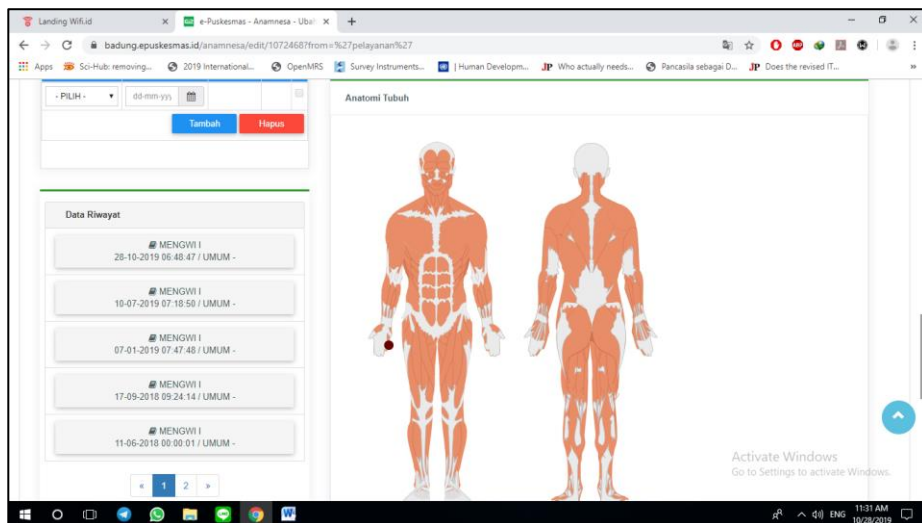 Landing Wifi.id
e-Puskesmas - Anamnesa - Uba
badung.epuskesmas.id/anamnesa/edit/1072468?from=%27pelayanan%27
Apps Sci-Hub: removing... 2019 International... OpenMRS Survey Instruments... | Human Developm... JP Who actually needs... Pancasila sebagai D... JP Does the revised IT... »
- PILIH - dd-mm-yyy
Tambah Hapus
Data Riwayat
MENGWI I
28-10-2019 06:48:47 / UMUM -
MENGWI I
10-07-2019 07:18:50 / UMUM -
MENGWI I
07-01-2019 07:47:48 / UMUM -
MENGWI I
17-09-2018 09:24:14 / UMUM -
MENGWI I
11-06-2018 00:00:01 / UMUM -
« 1 2 »
Anatomi Tubuh
Activate Windows
Go to Settings to activate Windows.
ENG 11:31 AM
10/28/2019